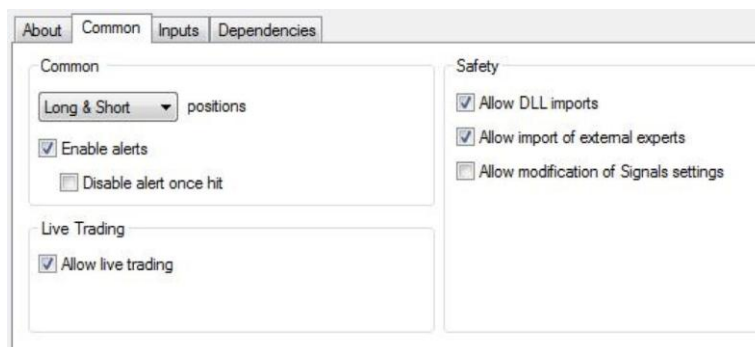 About Common Inputs Dependencies
Common
Long & Short positions
Enable alerts
Disable alert once hit
Live Trading
Allow live trading
Safety
Allow DLL imports
Allow import of external experts
Allow modification of Signals settings